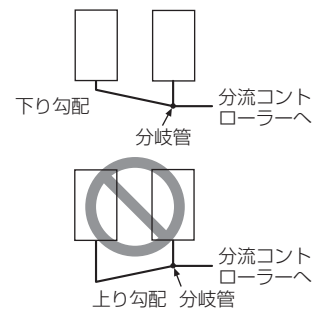 下り勾配
分流コント
ローラーへ
分岐管
分流コント
ローラーへ
上り勾配 分岐管